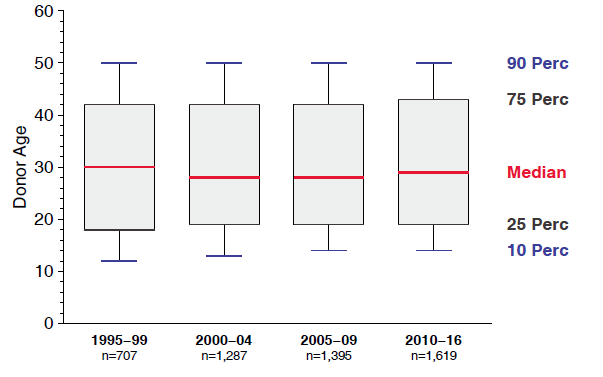 60
50
40
30
20
10
0
Donor Age
90 Perc
75 Perc
Median
25 Perc
10 Perc
1995–99 2000–04 2005–09 2010–16
n=707 n=1,287 n=1,395 n=1,619